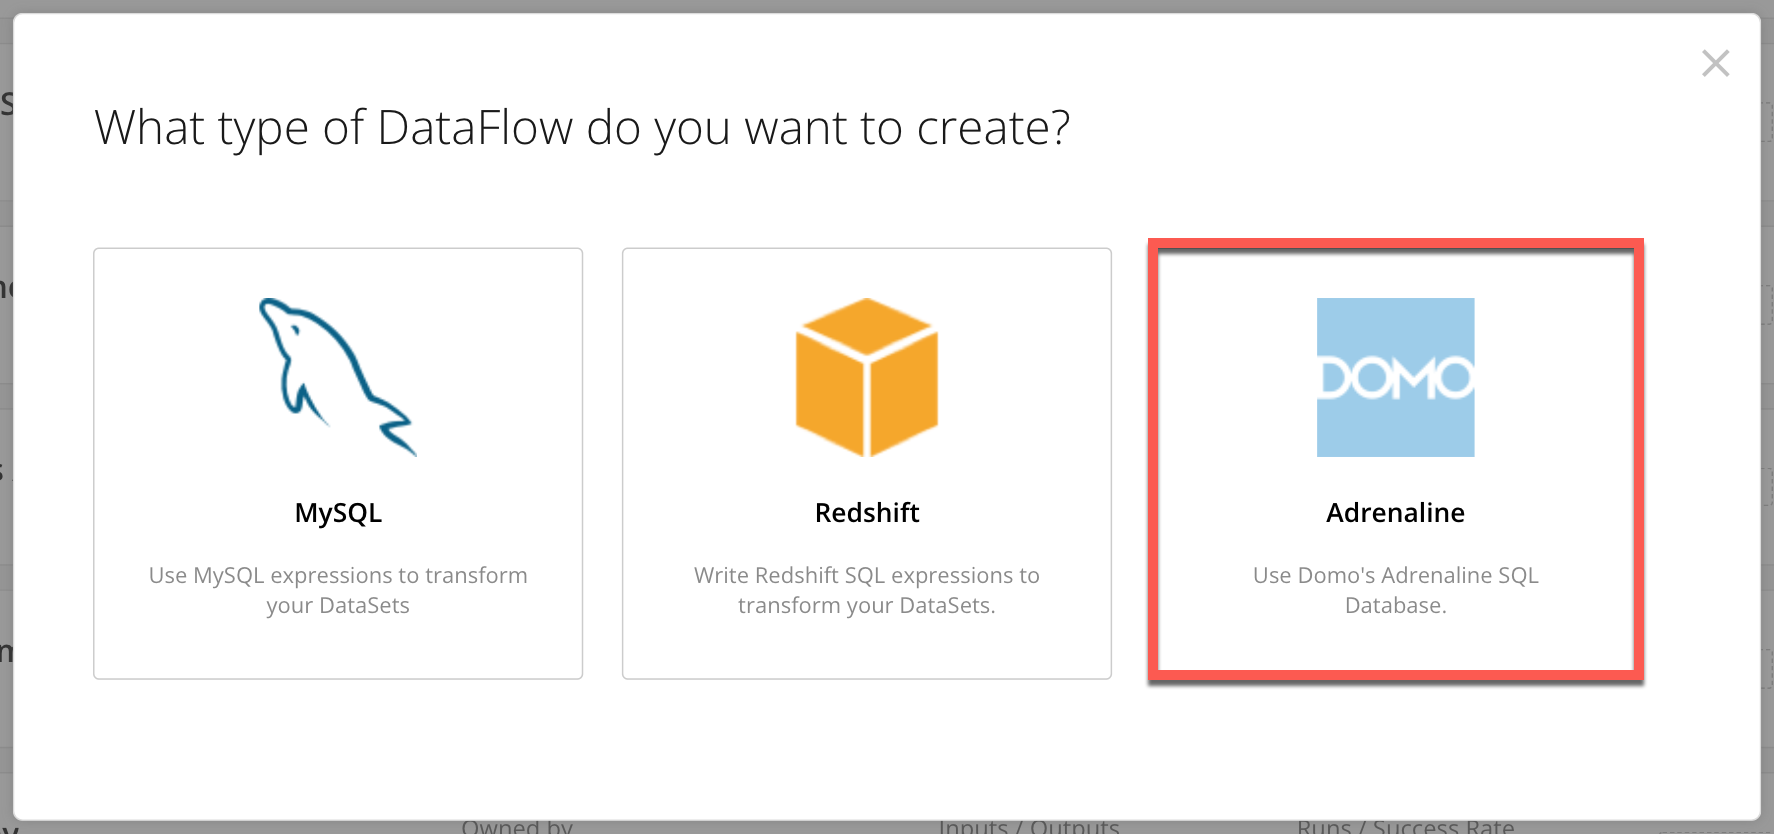 What type of DataFlow do you want to create?
DOMO
MySQL
Redshift
Adrenaline
Use MySQL expressions to transform
your DataSets
Write Redshift SQL expressions to
transform your DataSets.
Use Domo's Adrenaline SQL
Database.
Owned by
Inputs / Outputs
Runs / Success Rate